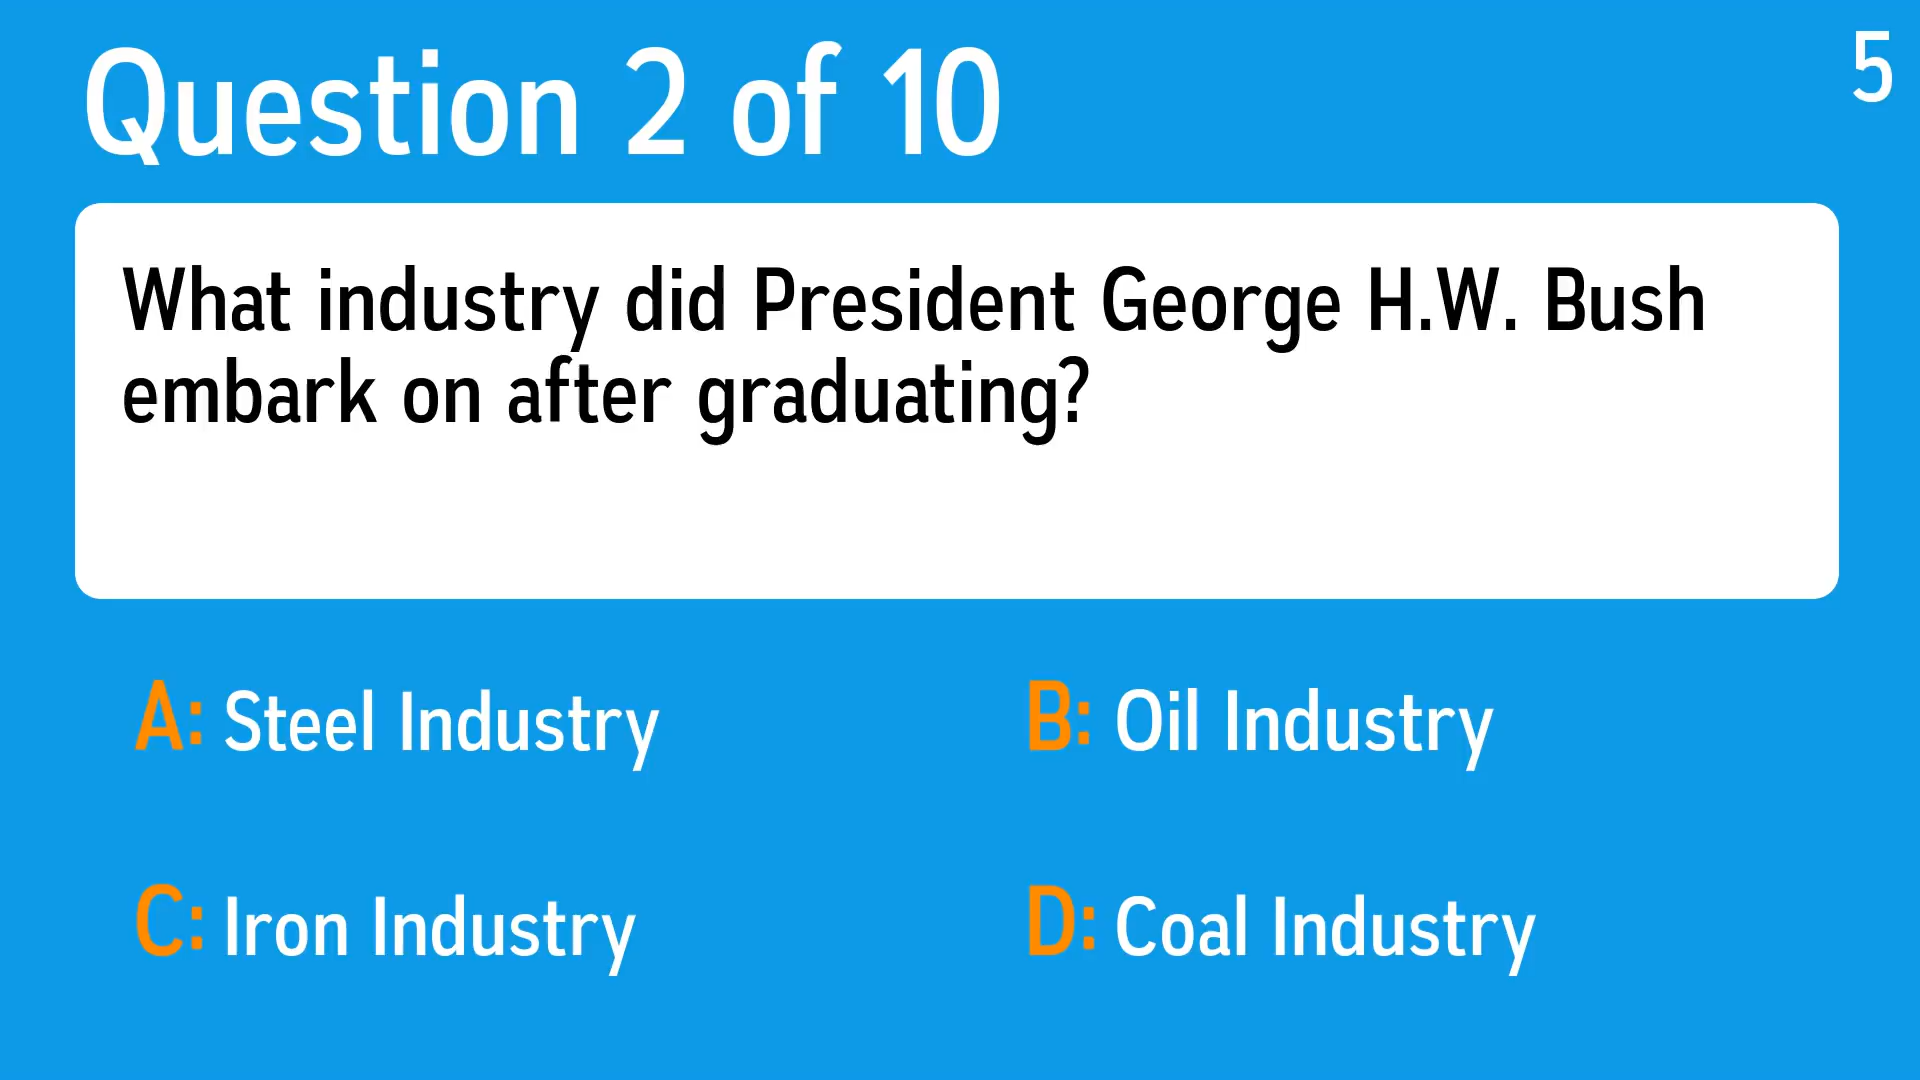 Question 2 of 10
5
What industry did President George H.W. Bush
embark on after graduating?
A: Steel Industry
B: Oil Industry
C: Iron Industry
D: Coal Industry